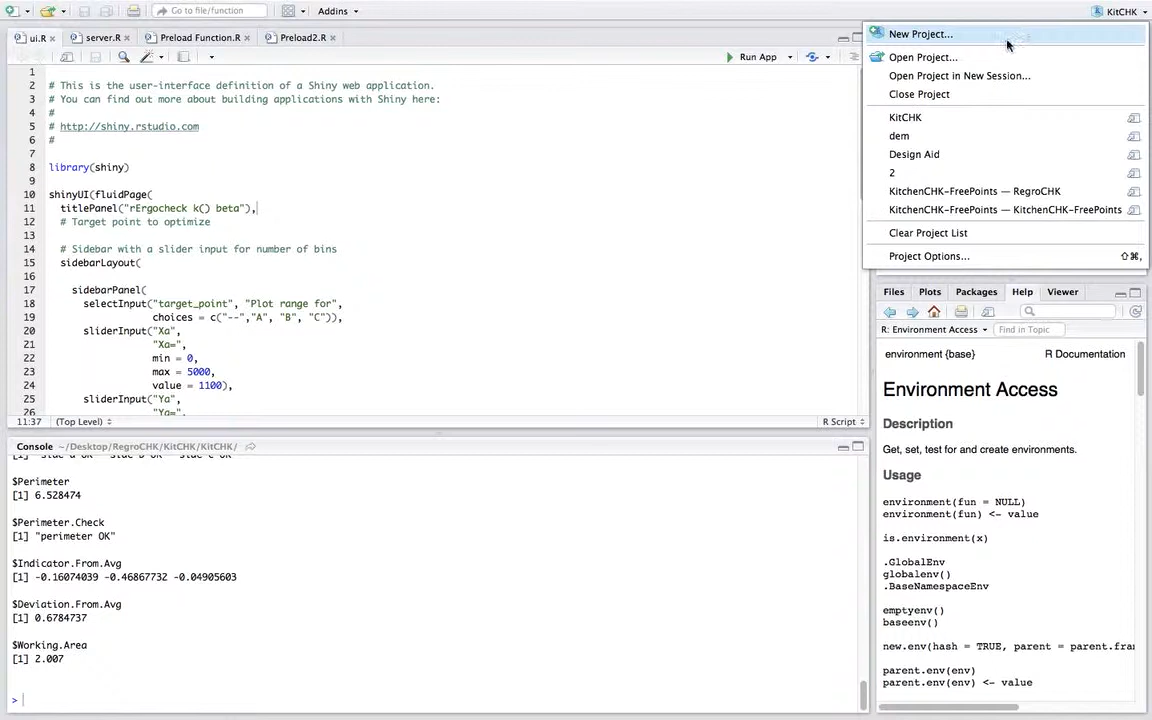 Go to file/function
Addins
KitCHK
ui.R
server.R
Preload Function.R
Preload2.R
Run App
1
2 # This is the user-interface definition of a Shiny web application.
3 # You can find out more about building applications with Shiny here:
4 #
5 # http://shiny.rstudio.com
6 #
7
8 library(shiny)
9
10 shinyUI(fluidPage(
11 titlePanel("rErgocheck k() beta"),
12 # Target point to optimize
13
14 # Sidebar with a slider input for number of bins
15 sidebarLayout(
16
17 sidebarPanel(
18 selectInput("target_point", "Plot range for",
19 choices = c("--","A", "B", "C")),
20 sliderInput("Xa",
21 "Xa=",
22 min = 0,
23 max = 5000,
24 value = 1100),
25 sliderInput("Ya",
26 "Ya=",
11:37 (Top Level) R Script
Console ~/Desktop/RegroCHK/KitCHK/KitCHK/
[1] "side a OK" "side b OK" "side c OK"
$Perimeter
[1] 6.528474
$Perimeter.Check
[1] "perimeter OK"
$Indicator.From.Avg
[1] -0.16074039 -0.46867732 -0.04905603
$Deviation.From.Avg
[1] 0.6784737
$Working.Area
[1] 2.007
>
New Project...
Open Project...
Open Project in New Session...
Close Project
KitCHK
dem
Design Aid
2
KitchenCHK-FreePoints — RegroCHK
KitchenCHK-FreePoints — KitchenCHK-FreePoints
Clear Project List
Project Options... ⇧⌘,
Files Plots Packages Help Viewer
R: Environment Access Find in Topic
environment {base} R Documentation
Environment Access
Description
Get, set, test for and create environments.
Usage
environment(fun = NULL)
environment(fun) <- value
is.environment(x)
.GlobalEnv
globalenv()
.BaseNamespaceEnv
emptyenv()
baseenv()
new.env(hash = TRUE, parent = parent.fra
parent.env(env)
parent.env(env) <- value